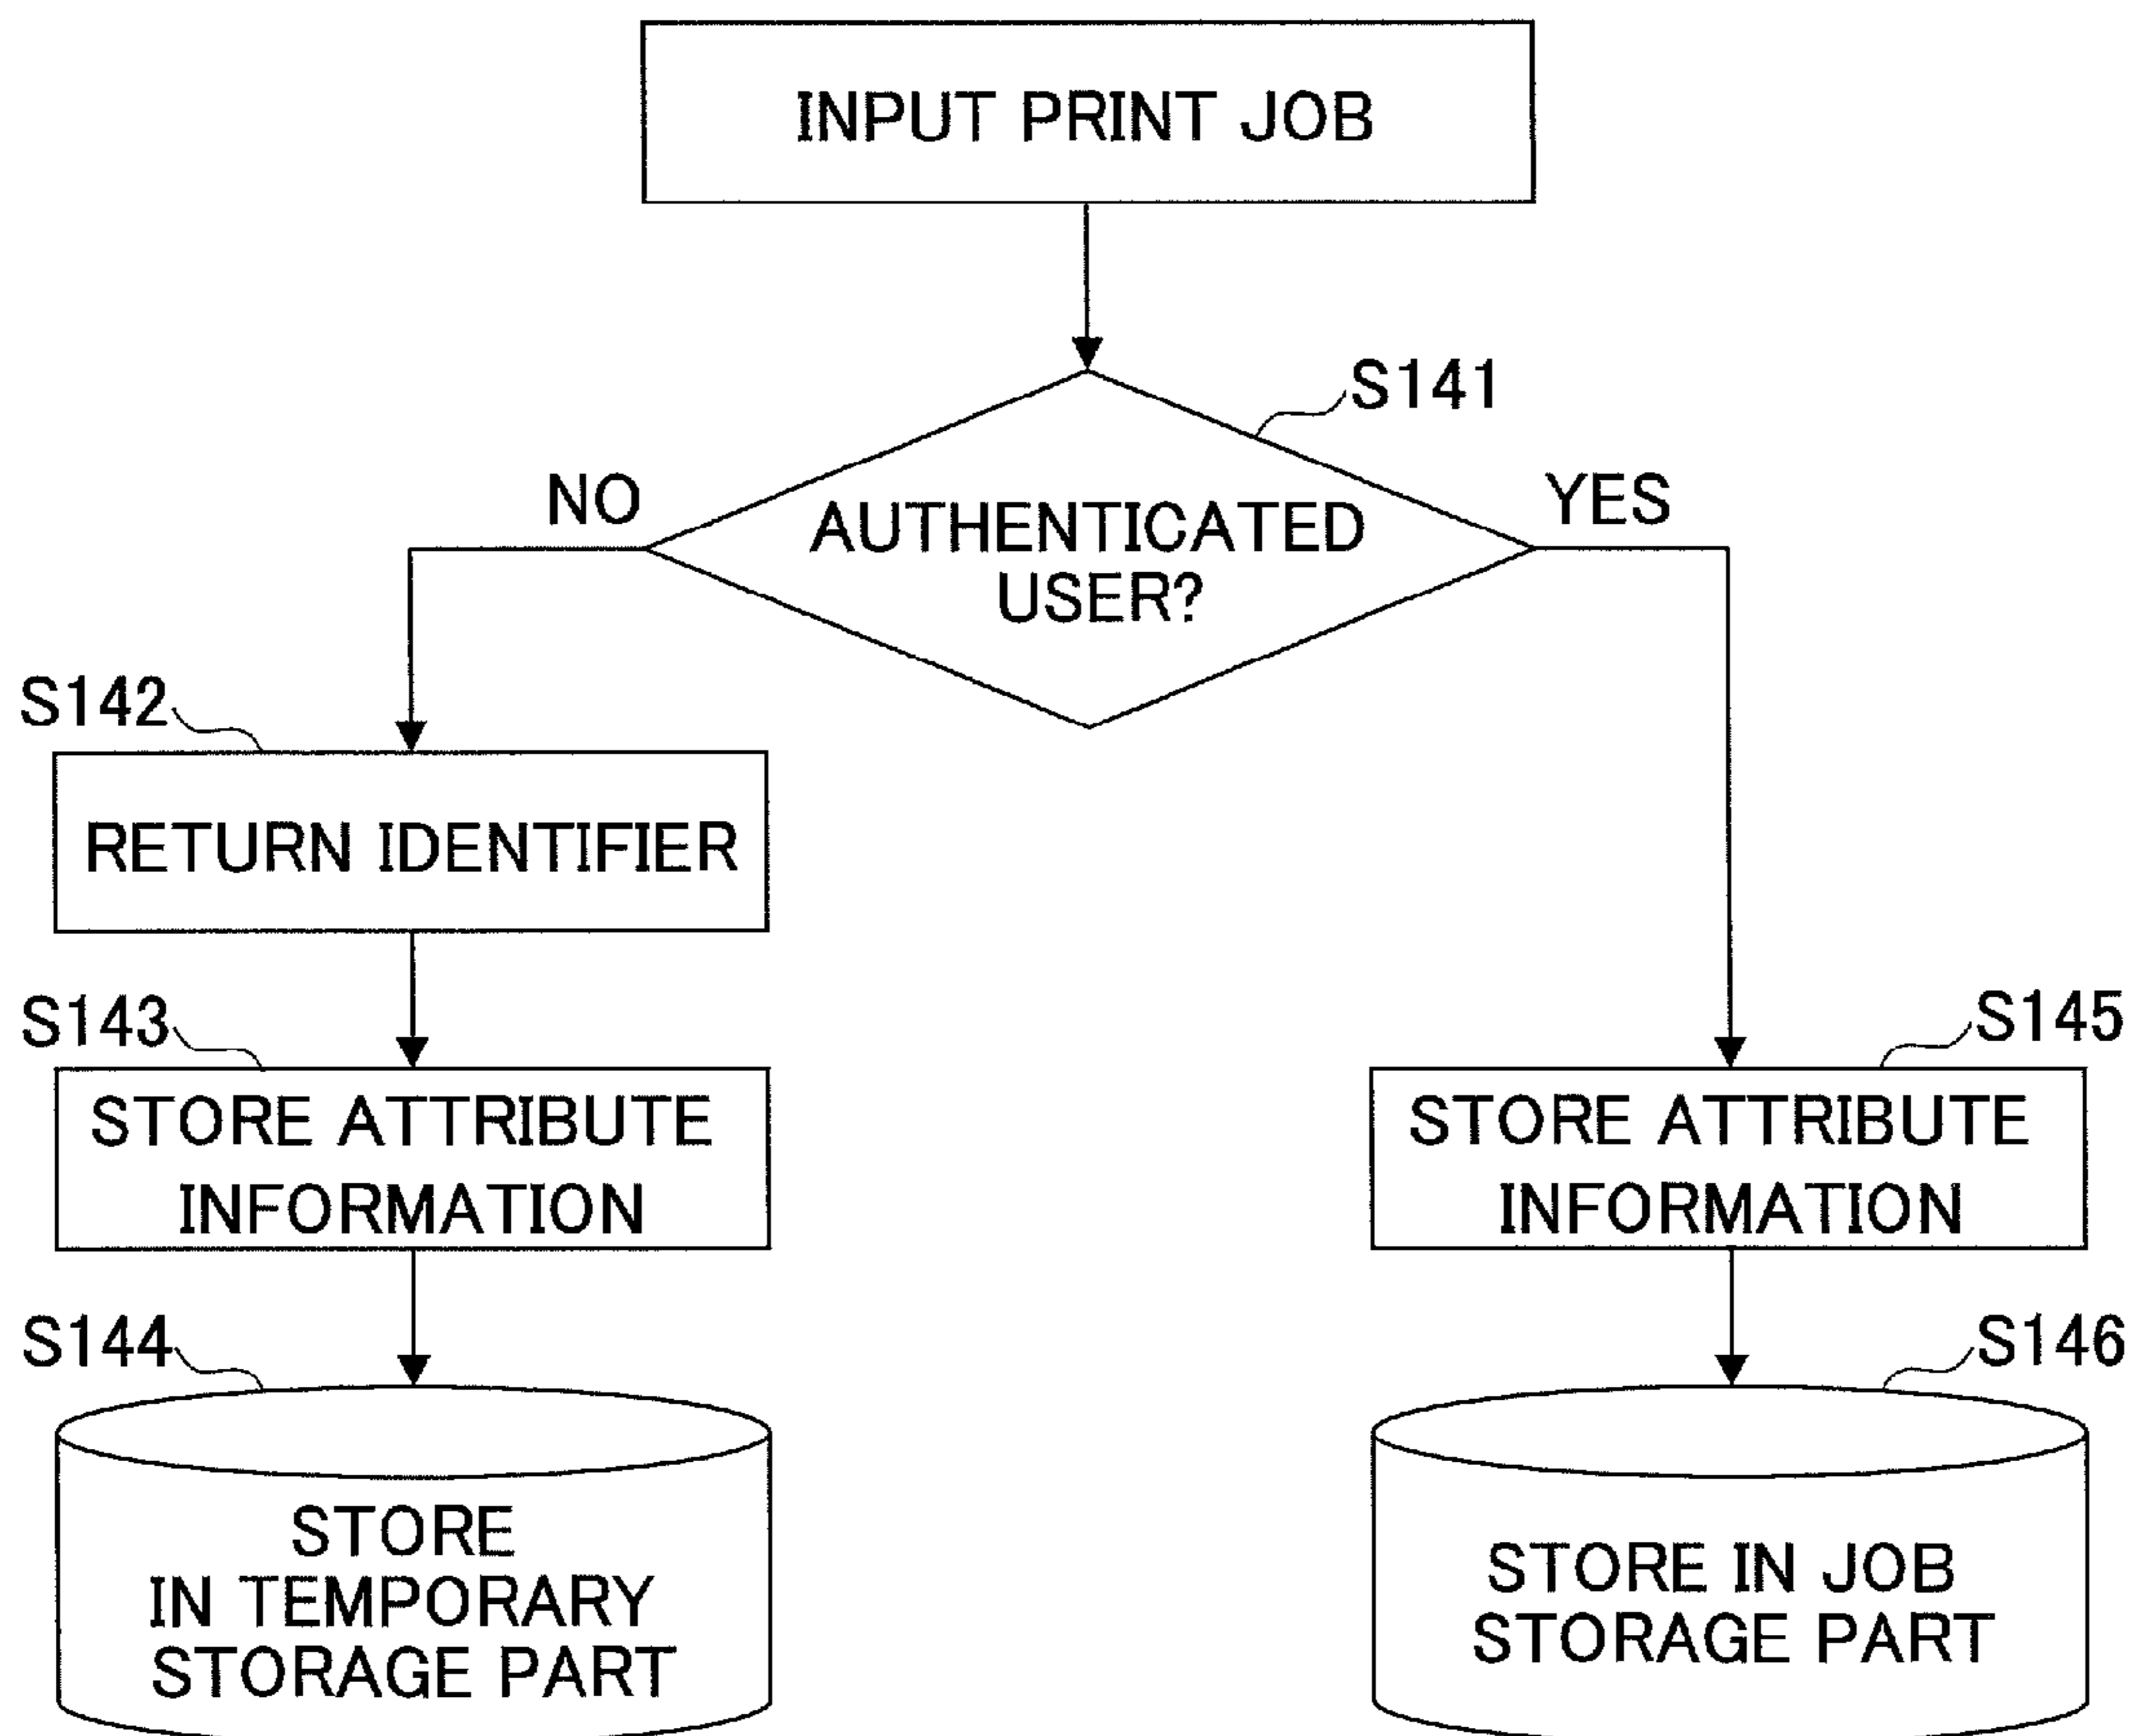 INPUT PRINT JOB
S141
NO
YES
AUTHENTICATED
USER?
S142
RETURN IDENTIFIER
S143
STORE ATTRIBUTE
INFORMATION
S145
STORE ATTRIBUTE
INFORMATION
S144
STORE
IN TEMPORARY
STORAGE PART
S146
STORE IN JOB
STORAGE PART